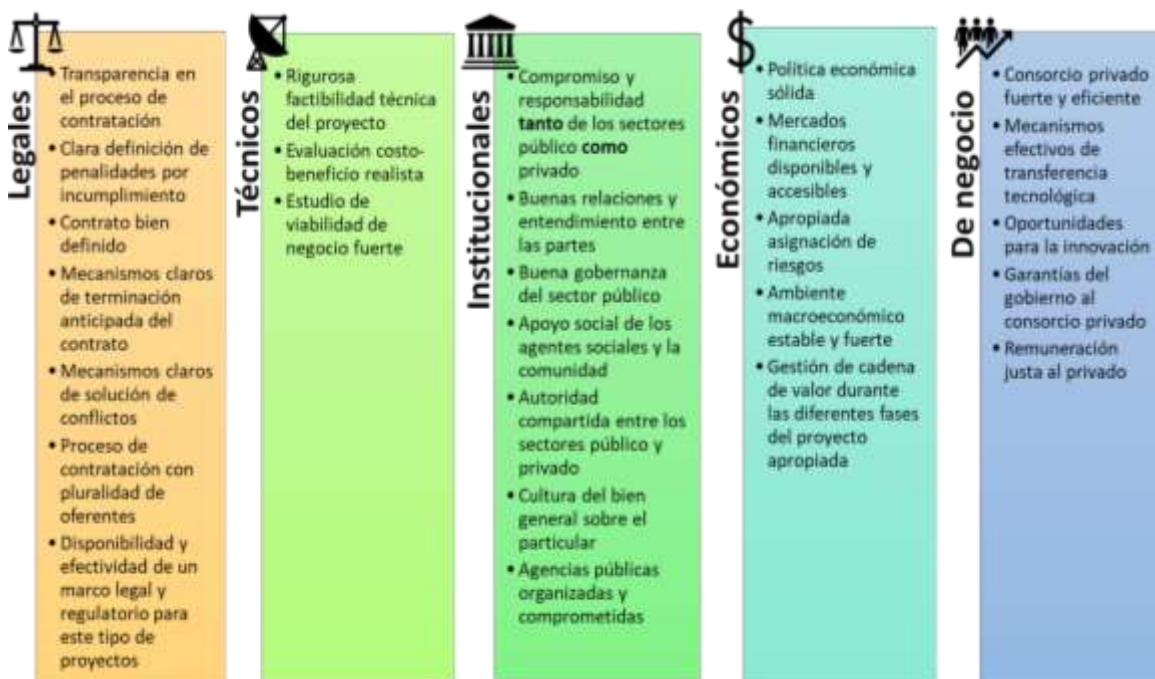 Legales
• Transparencia en
el proceso de
contratación
• Clara definición de
penalidades por
incumplimiento
• Contrato bien
definido
• Mecanismos claros
de terminación
anticipada del
contrato
• Mecanismos claros
de solución de
conflictos
• Proceso de
contratación con
pluralidad de
oferentes
• Disponibilidad y
efectividad de un
marco legal y
regulatorio para
este tipo de
proyectos
Técnicos
• Rigurosa
factibilidad técnica
del proyecto
• Evaluación costo-
beneficio realista
• Estudio de
viabilidad de
negocio fuerte
Institucionales
• Compromiso y
responsabilidad
tanto de los sectores
público como
privado
• Buenas relaciones y
entendimiento entre
las partes
• Buena gobernanza
del sector público
• Apoyo social de los
agentes sociales y la
comunidad
• Autoridad
compartida entre los
sectores público y
privado
• Cultura del bien
general sobre el
particular
• Agencias públicas
organizadas y
comprometidas
$
Económicos
• Política económica
sólida
• Mercados
financieros
disponibles y
accesibles
• Apropiada
asignación de
riesgos
• Ambiente
macroeconómico
estable y fuerte
• Gestión de cadena
de valor durante
las diferentes fases
del proyecto
apropiada
De negocio
• Consorcio privado
fuerte y eficiente
• Mecanismos
efectivos de
transferencia
tecnológica
• Oportunidades
para la innovación
• Garantías del
gobierno al
consorcio privado
• Remuneración
justa al privado